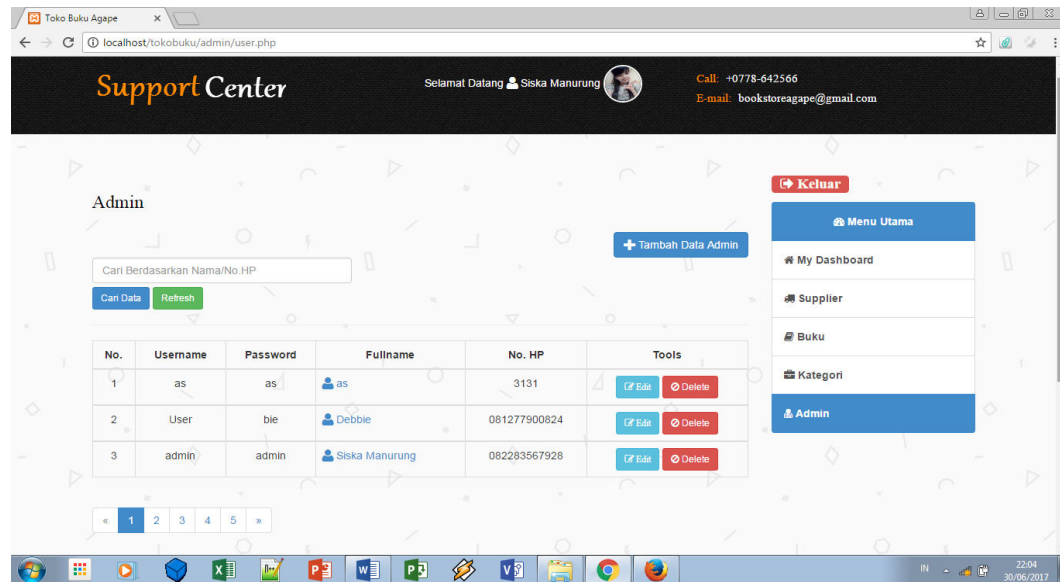 Toko Buku Agape
localhost/tokobuku/admin/user.php
Support Center
Selamat Datang Siska Manurung
Call: +0778-642566
E-mail: bookstoreagape@gmail.com
Keluar
Admin
Menu Utama
Tambah Data Admin
My Dashboard
Cari Berdasarkan Nama/No.HP
Cari Data Refresh
Supplier
Buku
Kategori
Admin
No. Username Password Fullname No. HP Tools
1 as as as 3131 Edit Delete
2 User bie Debbie 081277900824 Edit Delete
3 admin admin Siska Manurung 082283567928 Edit Delete
« 1 2 3 4 5 »
IN 22:04
30/06/2017